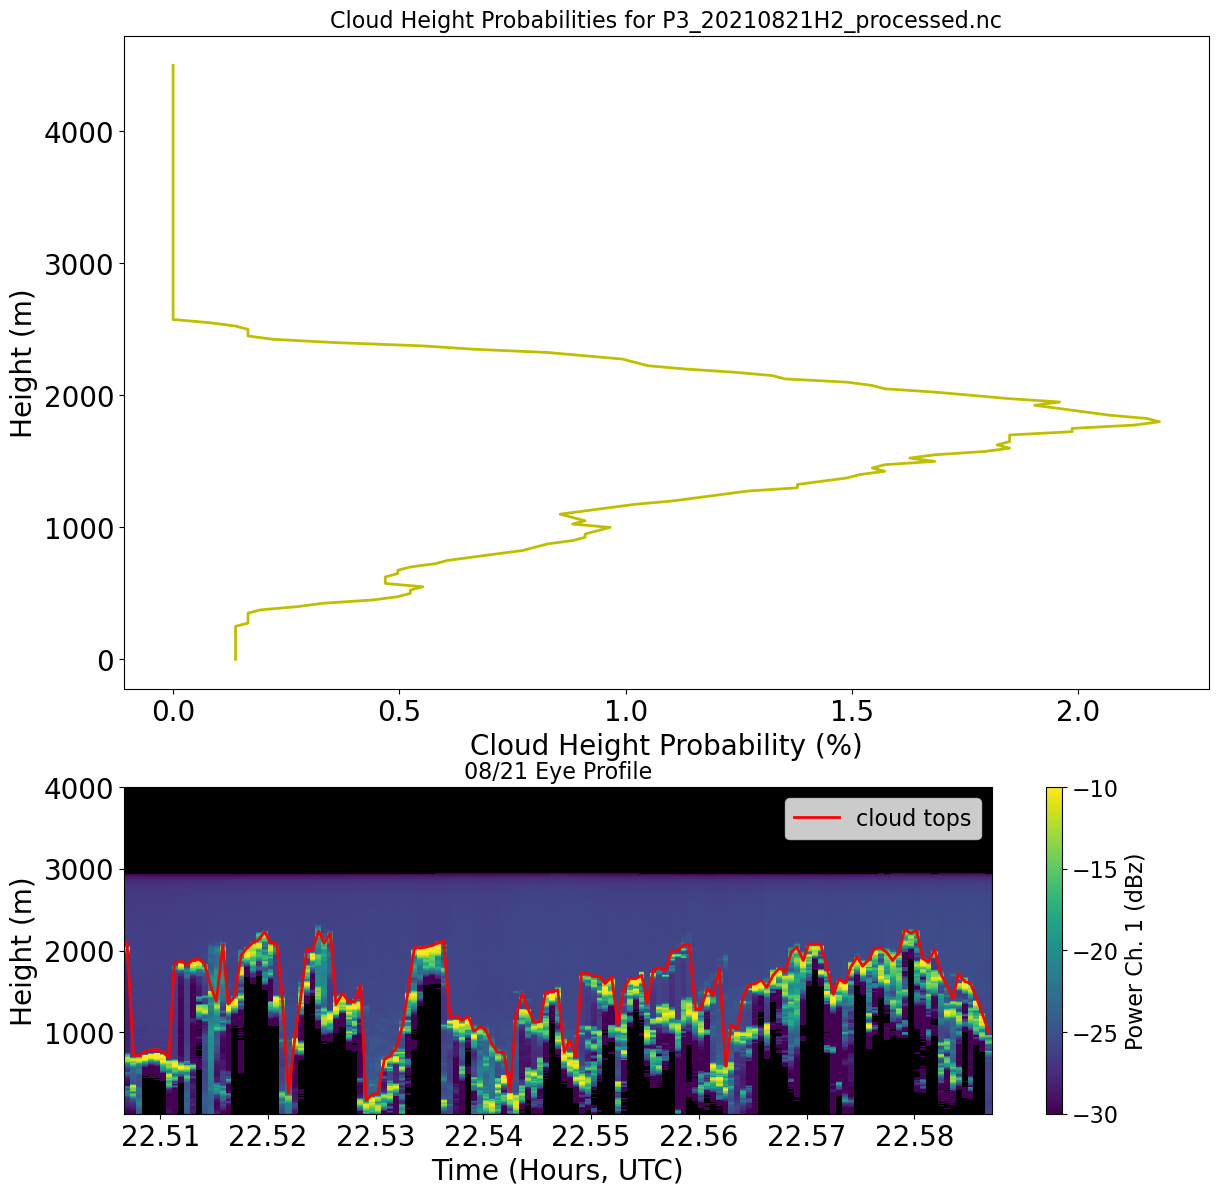 Cloud Height Probabilities for P3_20210821H2_processed.nc
Height (m)
4000
3000
2000
1000
0
0.0 0.5 1.0 1.5 2.0
Cloud Height Probability (%)
08/21 Eye Profile
Height (m)
4000
3000
2000
1000
cloud tops
22.51 22.52 22.53 22.54 22.55 22.56 22.57 22.58
Time (Hours, UTC)
−10
−15
−20
−25
−30
Power Ch. 1 (dBz)